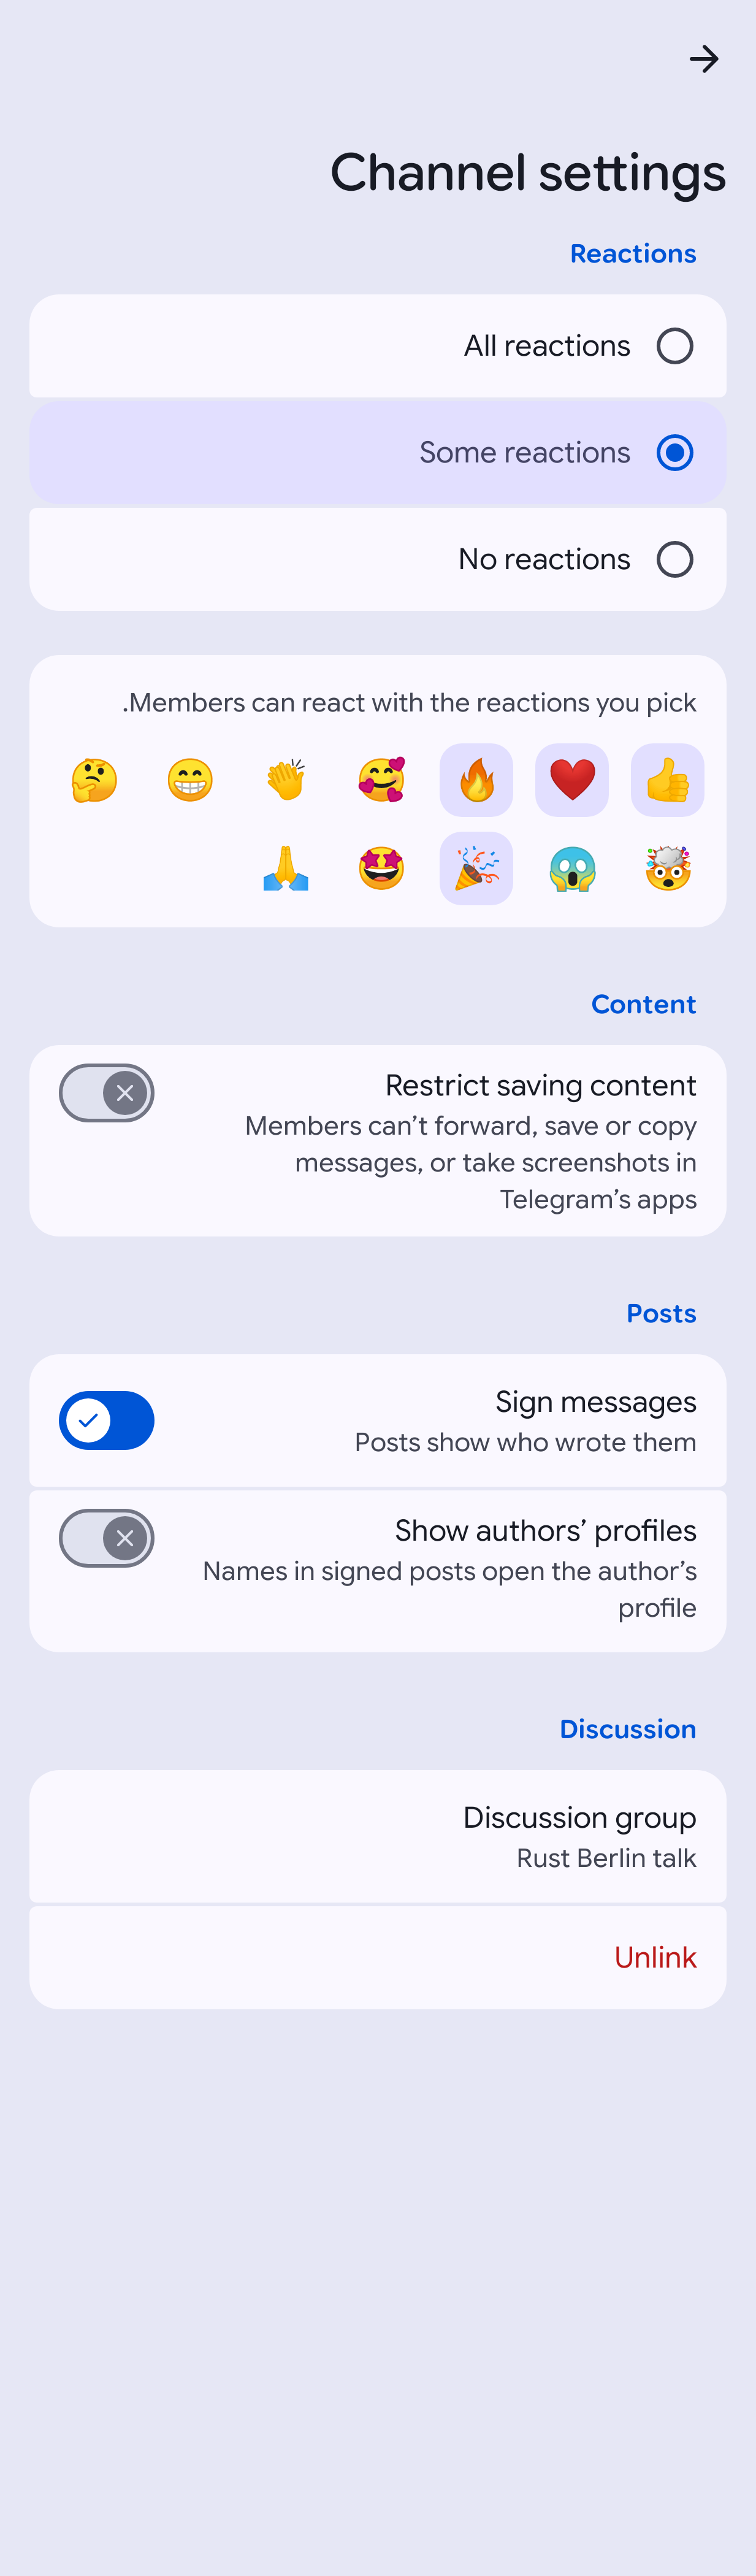 Channel settings
Reactions
All reactions
Some reactions
No reactions
.Members can react with the reactions you pick
Content
Restrict saving content
Members can’t forward, save or copy
messages, or take screenshots in
Telegram’s apps
Posts
Sign messages
Posts show who wrote them
Show authors’ profiles
Names in signed posts open the author’s
profile
Discussion
Discussion group
Rust Berlin talk
Unlink